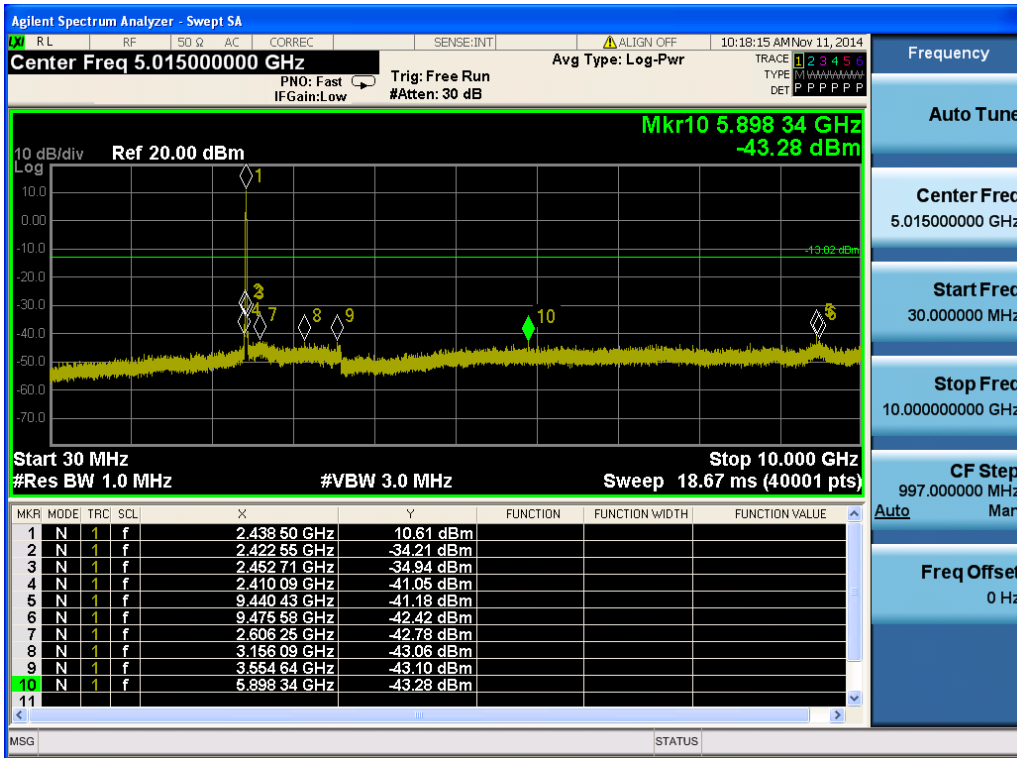 Agilent Spectrum Analyzer - Swept SA
LXI RL RF 50 Ω AC CORREC SENSE:INT ALIGN OFF 10:18:15 AM Nov 11, 2014
Center Freq 5.015000000 GHz
PNO: Fast
IFGain:Low
Trig: Free Run
#Atten: 30 dB
Avg Type: Log-Pwr
TRACE 1 2 3 4 5 6
TYPE M W W W W W
DET P P P P P P
Mkr10 5.898 34 GHz
-43.28 dBm
10 dB/div Ref 20.00 dBm
Log
10.0
0.00
-10.0
-20.0
-30.0
-40.0
-50.0
-60.0
-70.0
-13.02 dBm
1
2
3
4
7
8
9
10
5
6
Start 30 MHz
Stop 10.000 GHz
#Res BW 1.0 MHz
#VBW 3.0 MHz
Sweep 18.67 ms (40001 pts)
MKR MODE TRC SCL X Y FUNCTION FUNCTION WIDTH FUNCTION VALUE
1 N 1 f 2.438 50 GHz 10.61 dBm
2 N 1 f 2.422 55 GHz -34.21 dBm
3 N 1 f 2.452 71 GHz -34.94 dBm
4 N 1 f 2.410 09 GHz -41.05 dBm
5 N 1 f 9.440 43 GHz -41.18 dBm
6 N 1 f 9.475 58 GHz -42.42 dBm
7 N 1 f 2.606 25 GHz -42.78 dBm
8 N 1 f 3.156 09 GHz -43.06 dBm
9 N 1 f 3.554 64 GHz -43.10 dBm
10 N 1 f 5.898 34 GHz -43.28 dBm
11
MSG
STATUS
Frequency
Auto Tune
Center Freq
5.015000000 GHz
Start Freq
30.000000 MHz
Stop Freq
10.000000000 GHz
CF Step
997.000000 MHz
Auto Man
Freq Offset
0 Hz